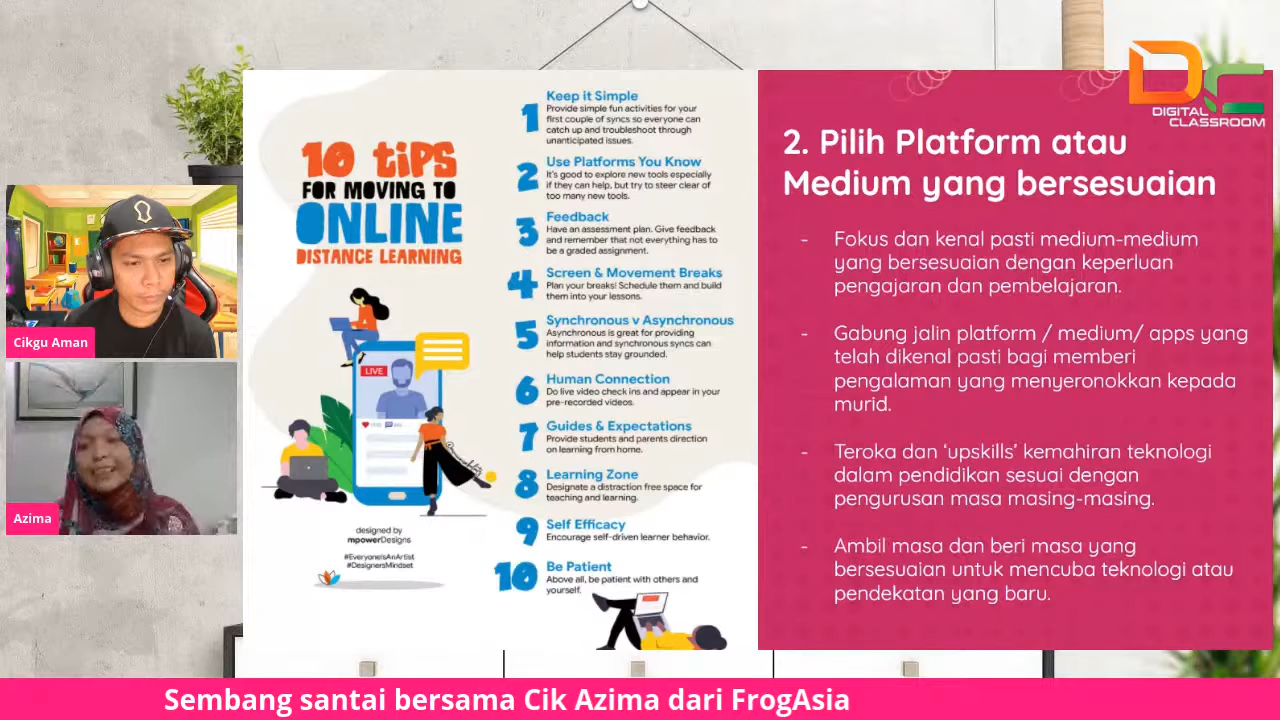 10 tips
FOR MOVING TO
ONLINE
DISTANCE LEARNING
LIVE
designed by
mpowerDesigns
#EveryoneIsAnArtist
#DesignersMindset
1
Keep it Simple
Provide simple fun activities for your
first couple of syncs so everyone can
catch up and troubleshoot through
unanticipated issues.
2
Use Platforms You Know
It's good to explore new tools especially
if they can help, but try to steer clear of
too many new tools.
3
Feedback
Have an assessment plan. Give feedback
and remember that not everything has to
be a graded assignment.
4
Screen & Movement Breaks
Plan your breaks! Schedule them and build
them into your lessons.
5
Synchronous v Asynchronous
Asynchronous is great for providing
information and synchronous syncs can
help students stay grounded.
6
Human Connection
Do live video check ins and appear in your
pre-recorded videos.
7
Guides & Expectations
Provide students and parents direction
on learning from home.
8
Learning Zone
Designate a distraction free space for
teaching and learning.
9
Self Efficacy
Encourage self-driven learner behavior.
10
Be Patient
Above all, be patient with others and
yourself.
DIGITAL
CLASSROOM
2. Pilih Platform atau
Medium yang bersesuaian
- Fokus dan kenal pasti medium-medium
yang bersesuaian dengan keperluan
pengajaran dan pembelajaran.
- Gabung jalin platform / medium/ apps yang
telah dikenal pasti bagi memberi
pengalaman yang menyeronokkan kepada
murid.
- Teroka dan ‘upskills’ kemahiran teknologi
dalam pendidikan sesuai dengan
pengurusan masa masing-masing.
- Ambil masa dan beri masa yang
bersesuaian untuk mencuba teknologi atau
pendekatan yang baru.
Cikgu Aman
Azima
Sembang santai bersama Cik Azima dari FrogAsia